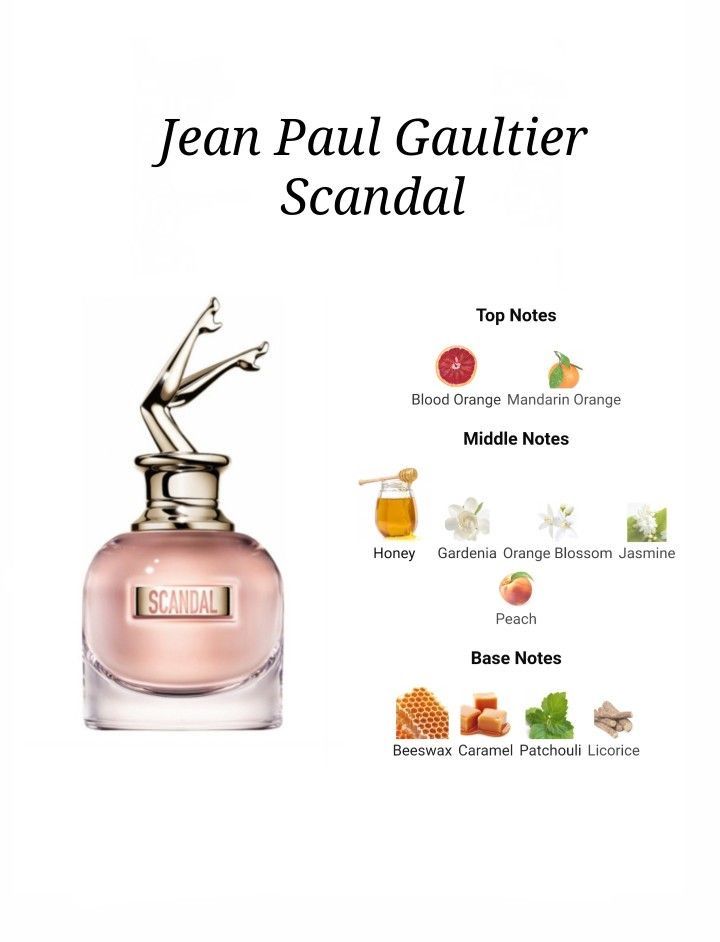 Jean Paul Gaultier
Scandal
SCANDAL
Top Notes
Blood Orange Mandarin Orange
Middle Notes
Honey Gardenia Orange Blossom Jasmine
Peach
Base Notes
Beeswax Caramel Patchouli Licorice